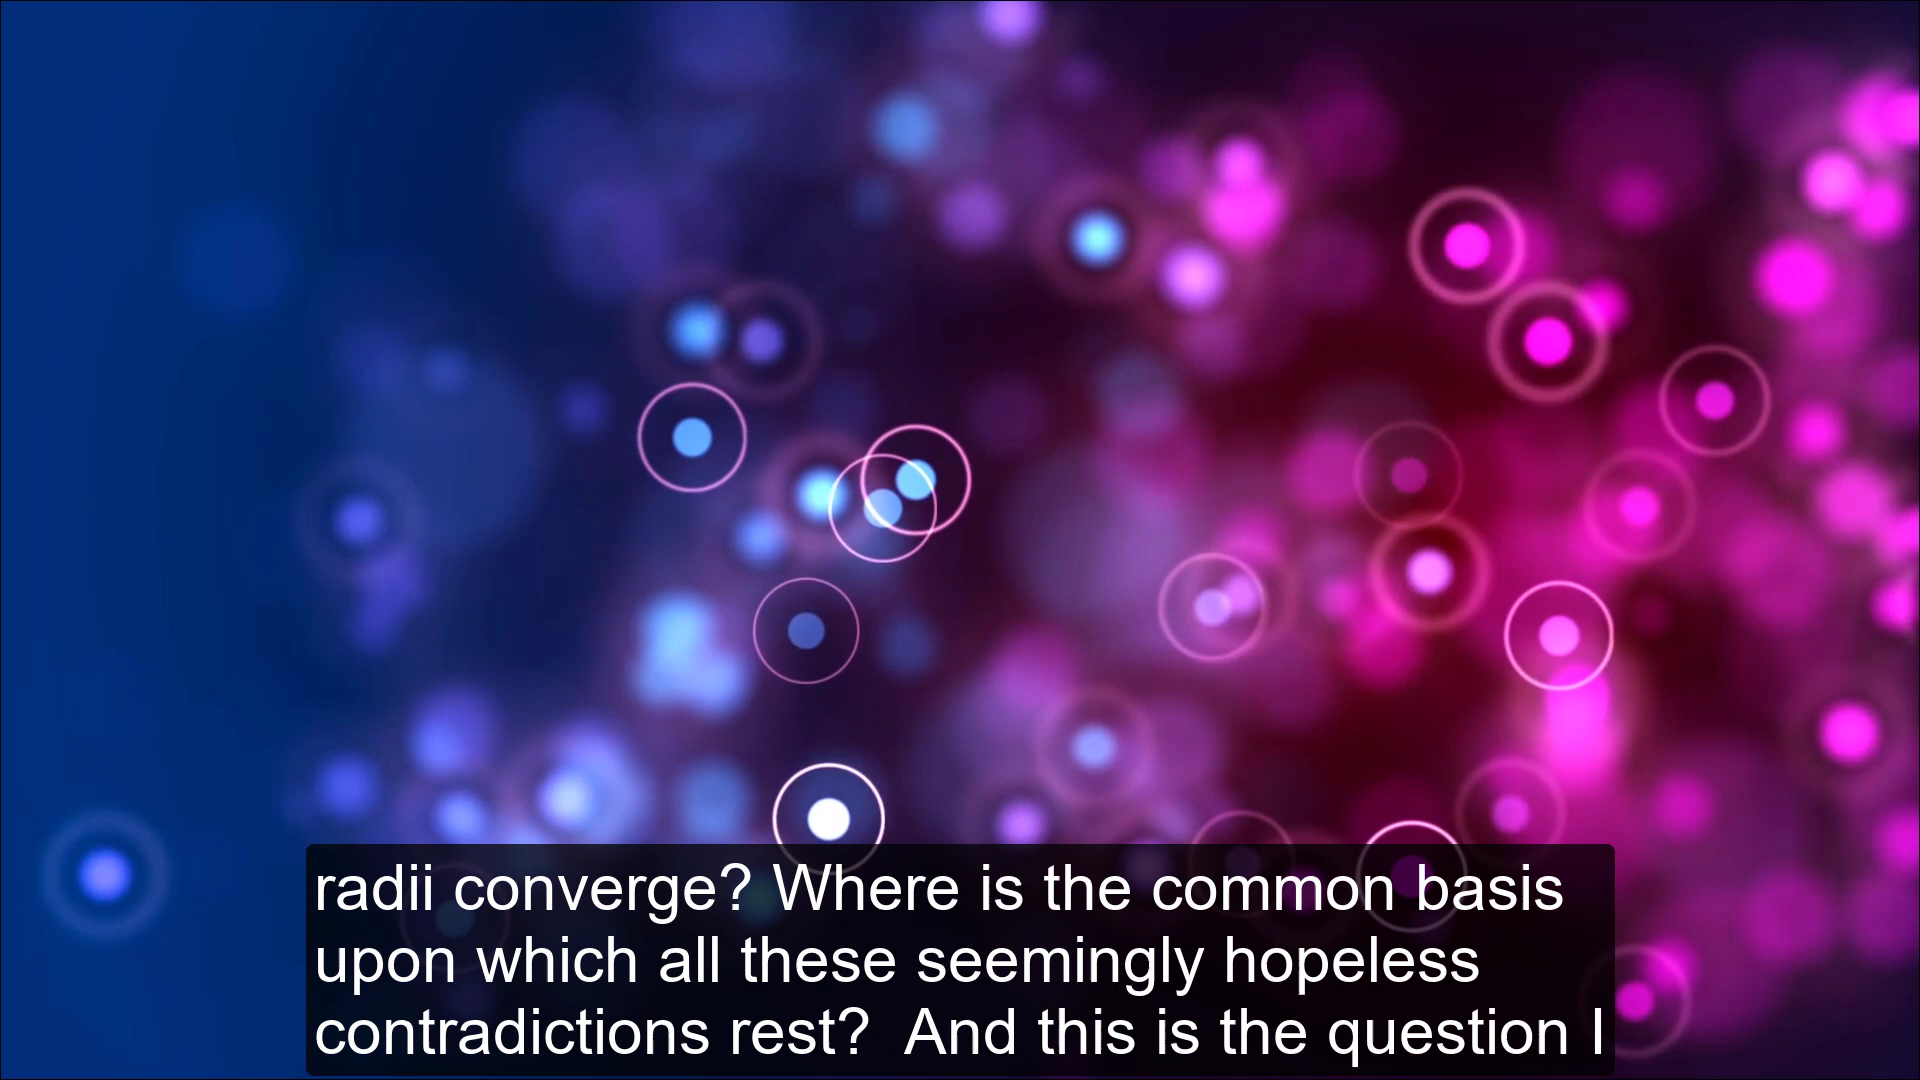 radii converge? Where is the common basis
upon which all these seemingly hopeless
contradictions rest?  And this is the question I